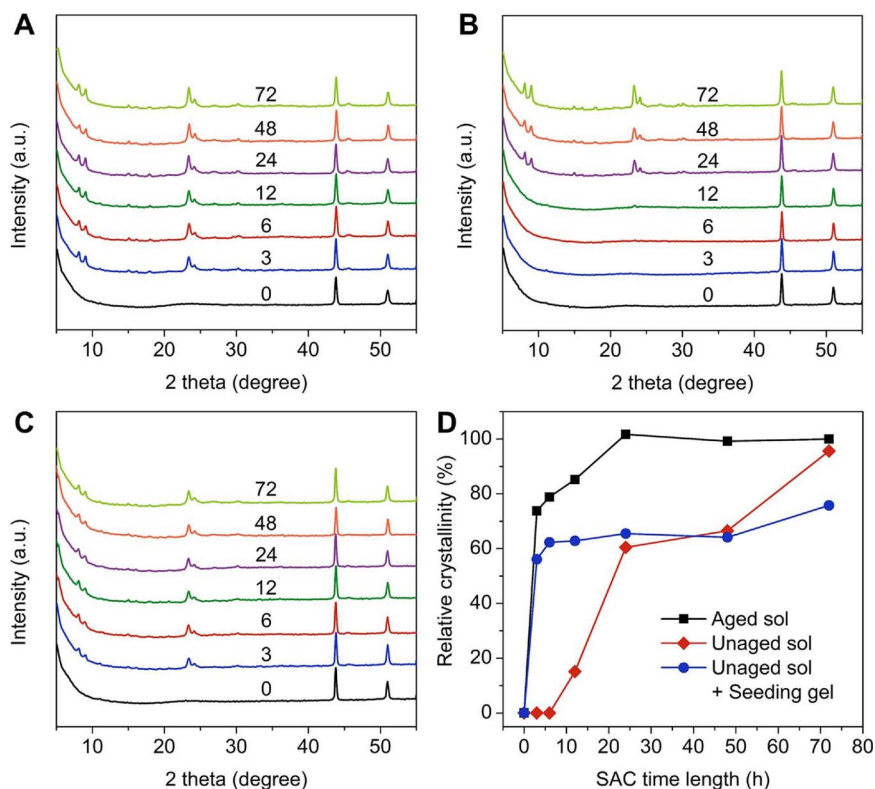 A
Intensity (a.u.)
72
48
24
12
6
3
0
10 20 30 40 50
2 theta (degree)
B
Intensity (a.u.)
72
48
24
12
6
3
0
10 20 30 40 50
2 theta (degree)
C
Intensity (a.u.)
72
48
24
12
6
3
0
10 20 30 40 50
2 theta (degree)
D
Relative crystallinity (%)
100
80
60
40
20
0
Aged sol
Unaged sol
Unaged sol
+ Seeding gel
0 10 20 30 40 50 60 70 80
SAC time length (h)